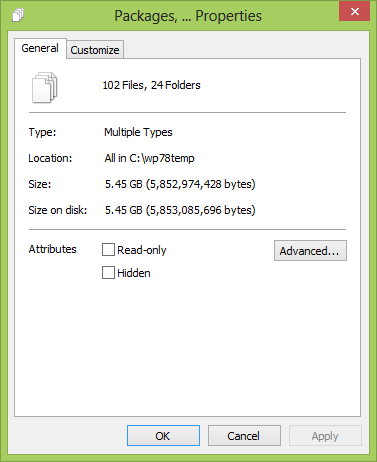 Packages, ... Properties
General
Customize
102 Files, 24 Folders
Type: Multiple Types
Location: All in C:\wp78temp
Size: 5.45 GB (5,852,974,428 bytes)
Size on disk: 5.45 GB (5,853,085,696 bytes)
Attributes Read-only Advanced...
Hidden
OK Cancel Apply